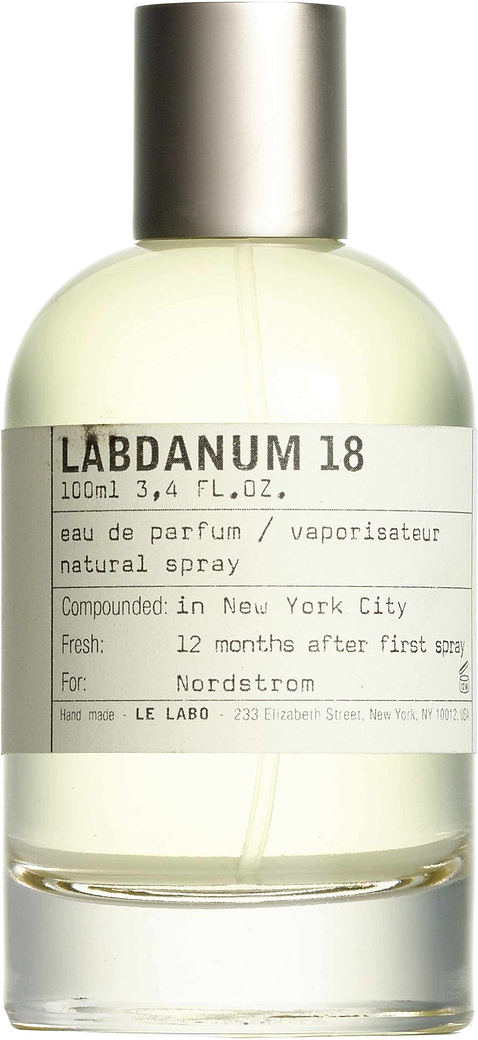 LABDANUM 18
100ml 3,4 FL.OZ.
eau de parfum / vaporisateur
natural spray
Compounded: in New York City
Fresh: 12 months after first spray
For: Nordstrom
Hand made - LE LABO - 233 Elizabeth Street, New York, NY 10012, USA